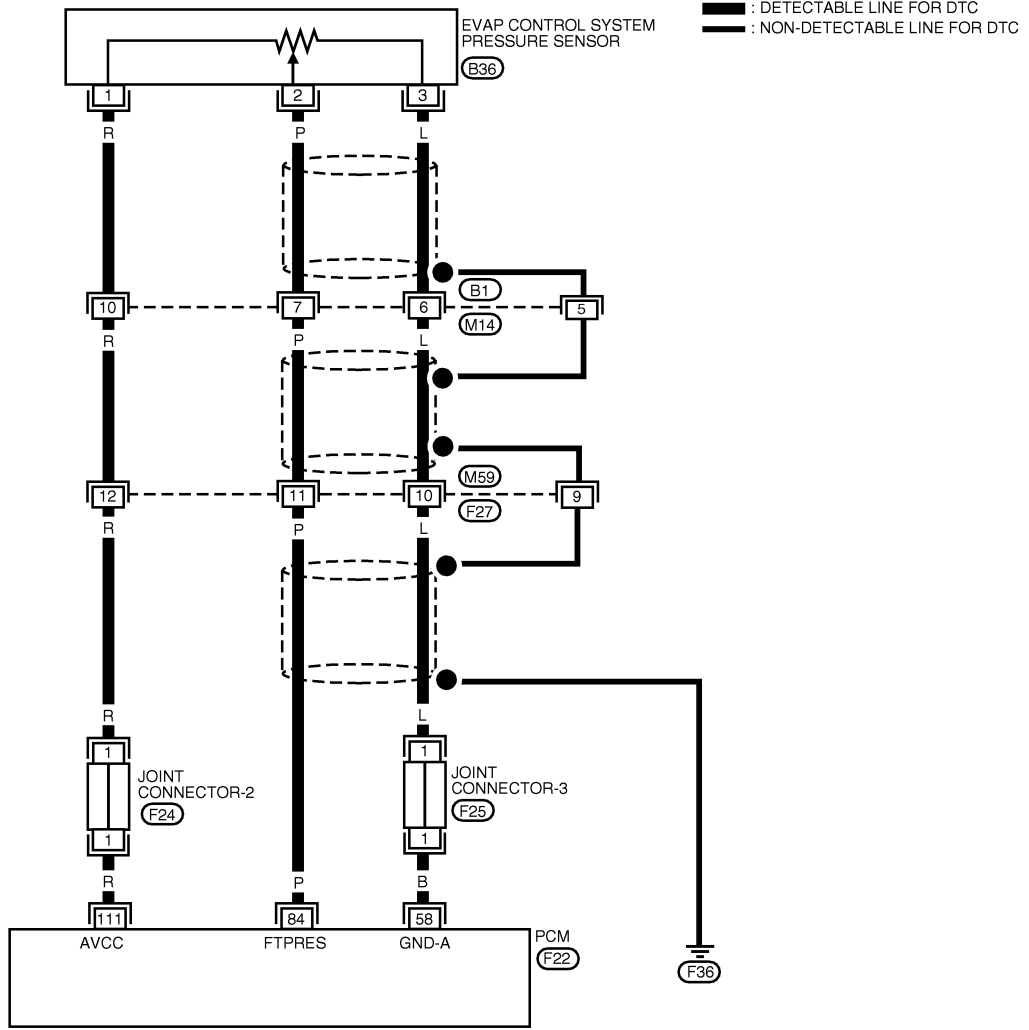 : DETECTABLE LINE FOR DTC
: NON-DETECTABLE LINE FOR DTC
EVAP CONTROL SYSTEM
PRESSURE SENSOR
B36
1 2 3
R P L
B1
10 7 6 5
M14
R P L
M59
12 11 10 9
F27
R P L
R L
1 1
JOINT
CONNECTOR-2
F24
JOINT
CONNECTOR-3
F25
1 1
R P B
111 84 58
AVCC FTPRES GND-A
PCM
F22
F36